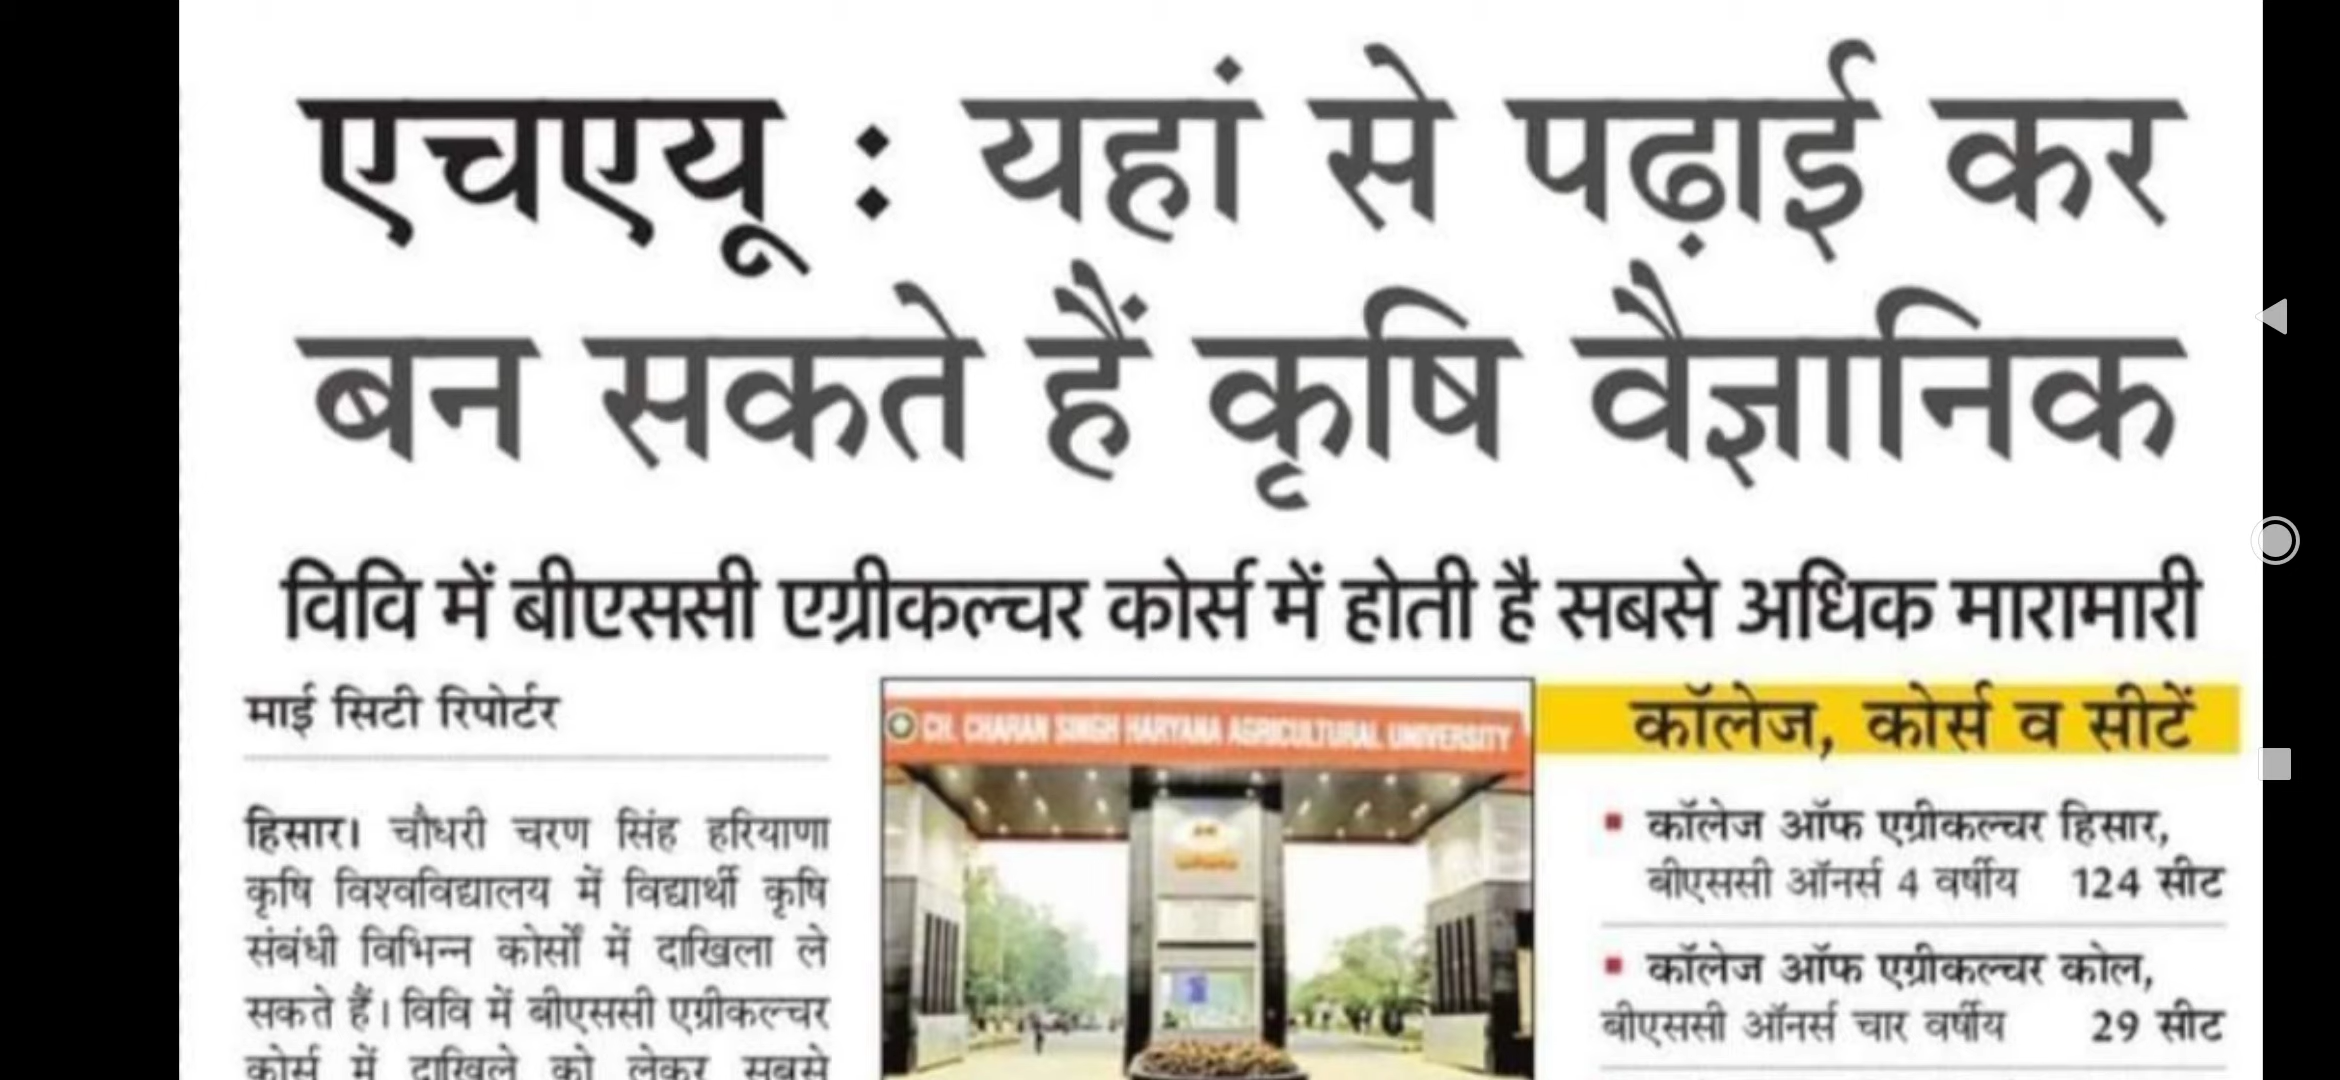 एचएयू : यहां से पढ़ाई कर
बन सकते हैं कृषि वैज्ञानिक
विवि में बीएससी एग्रीकल्चर कोर्स में होती है सबसे अधिक मारामारी
माई सिटी रिपोर्टर
हिसार। चौधरी चरण सिंह हरियाणा
कृषि विश्वविद्यालय में विद्यार्थी कृषि
संबंधी विभिन्न कोर्सों में दाखिला ले
सकते हैं। विवि में बीएससी एग्रीकल्चर
कोर्स में दाखिले को लेकर सबसे
CH. CHARAN SINGH HARYANA AGRICULTURAL UNIVERSITY
कॉलेज, कोर्स व सीटें
कॉलेज ऑफ एग्रीकल्चर हिसार,
बीएससी ऑनर्स 4 वर्षीय 124 सीट
कॉलेज ऑफ एग्रीकल्चर कोल,
बीएससी ऑनर्स चार वर्षीय 29 सीट